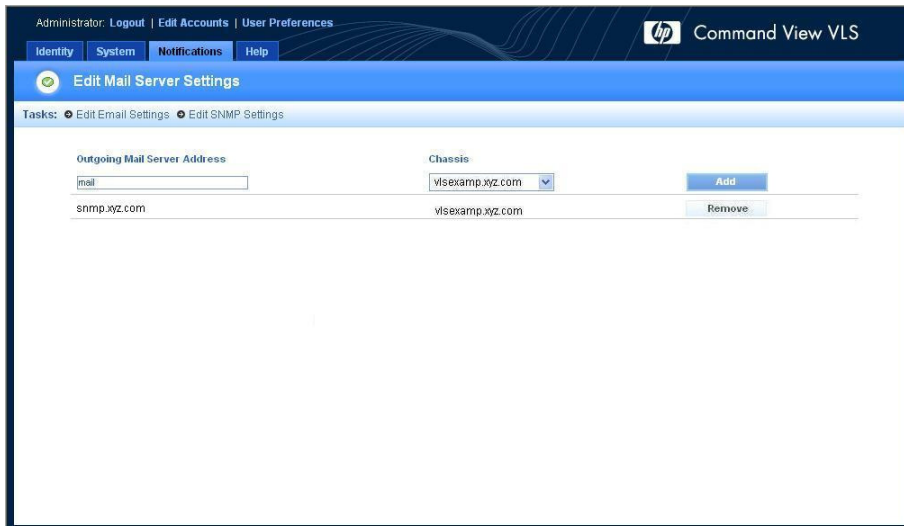 Administrator: Logout | Edit Accounts | User Preferences
hp Command View VLS
Identity System Notifications Help
Edit Mail Server Settings
Tasks: Edit Email Settings Edit SNMP Settings
Outgoing Mail Server Address Chassis
mail vlsexamp.xyz.com Add
snmp.xyz.com vlsexamp.xyz.com Remove